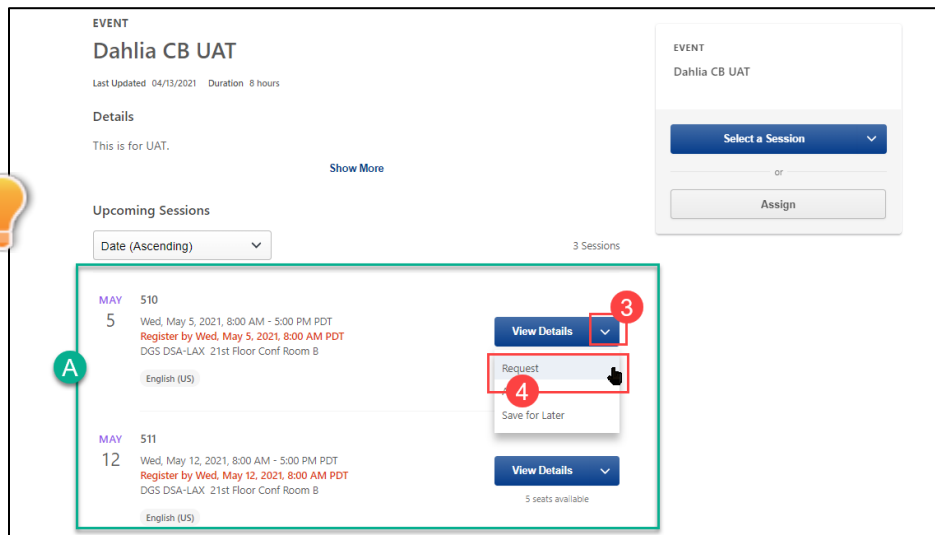 EVENT
Dahlia CB UAT
Last Updated 04/13/2021 Duration 8 hours
Details
This is for UAT.
Show More
Upcoming Sessions
Date (Ascending)
3 Sessions
A
MAY
5
510
Wed, May 5, 2021, 8:00 AM - 5:00 PM PDT
Register by Wed, May 5, 2021, 8:00 AM PDT
DGS DSA-LAX 21st Floor Conf Room B
English (US)
View Details
3
Request
4
Save for Later
MAY
12
511
Wed, May 12, 2021, 8:00 AM - 5:00 PM PDT
Register by Wed, May 12, 2021, 8:00 AM PDT
DGS DSA-LAX 21st Floor Conf Room B
English (US)
View Details
5 seats available
EVENT
Dahlia CB UAT
Select a Session
or
Assign